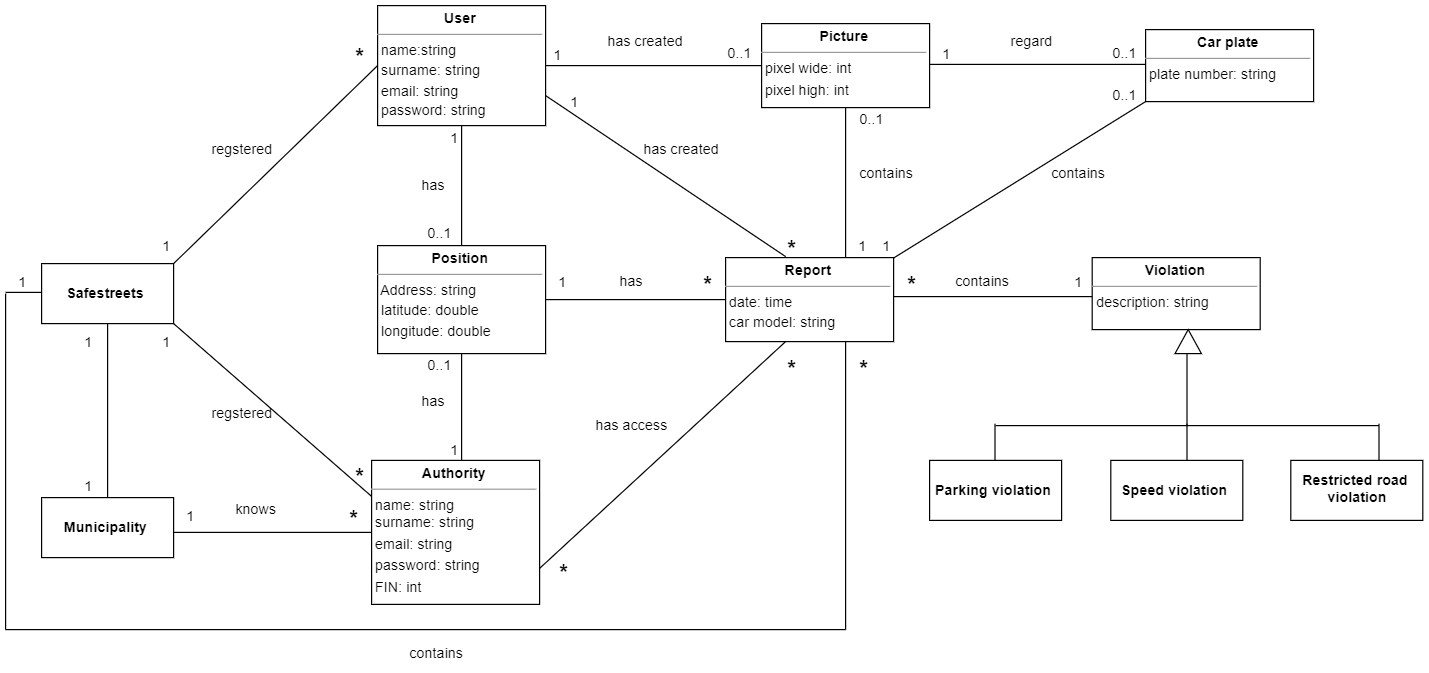 User
name:string
surname: string
email: string
password: string
*
1
has created
0..1
Picture
pixel wide: int
pixel high: int
1
regard
0..1
Car plate
plate number: string
0..1
1
0..1
regstered
1
has created
contains
contains
has
1
0..1
*
1
1
1
Safestreets
Position
Address: string
latitude: double
longitude: double
1
has
*
Report
date: time
car model: string
*
contains
1
Violation
description: string
1
1
0..1
*
*
has
regstered
has access
1
*
1
Authority
name: string
surname: string
email: string
password: string
FIN: int
Municipality
1
knows
*
*
Parking violation
Speed violation
Restricted road
violation
contains